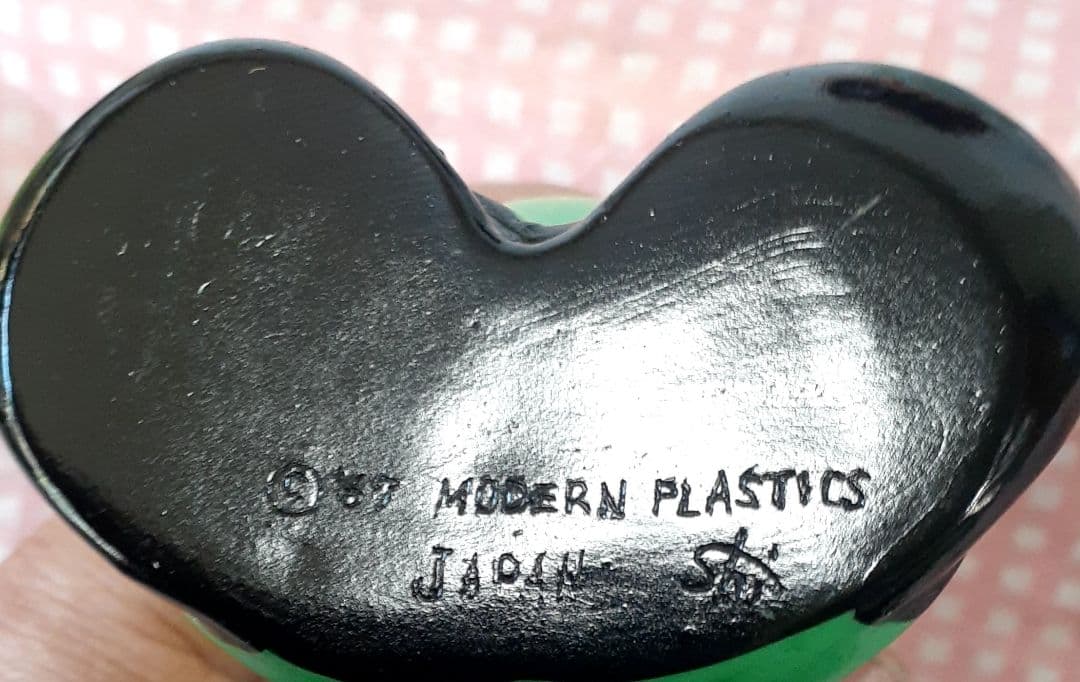 © '87 MODERN PLASTICS
JAPAN